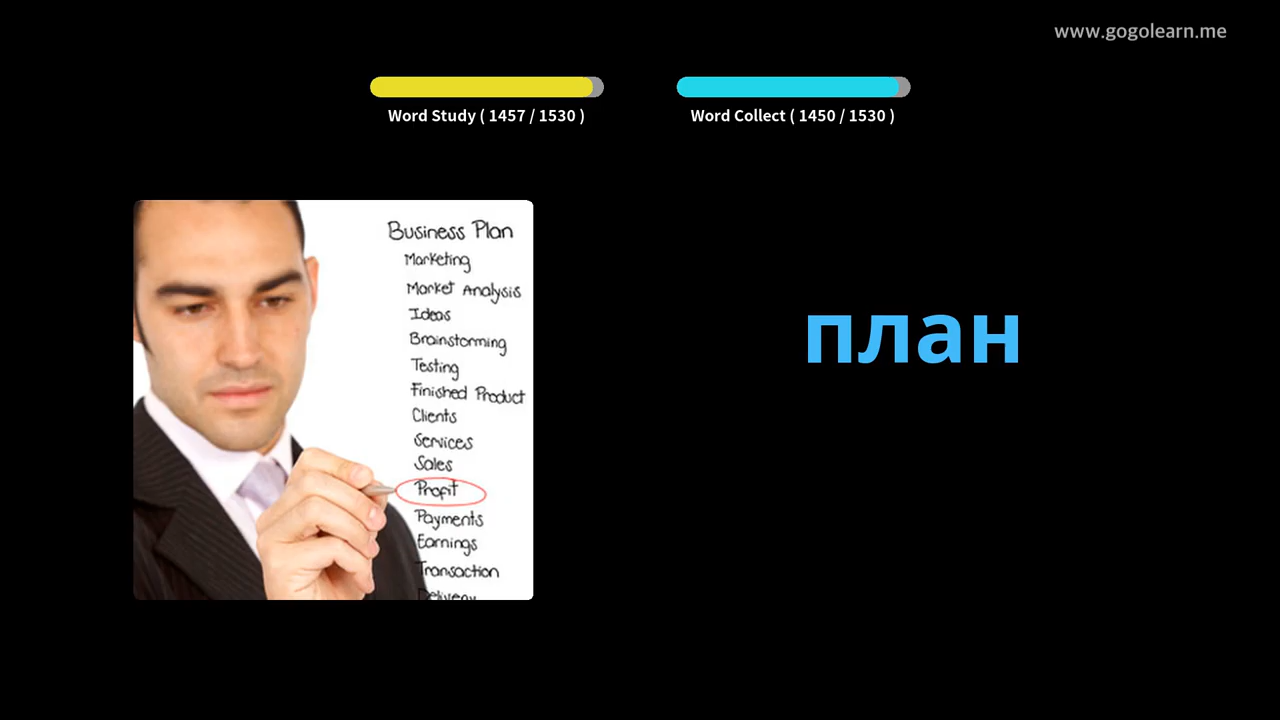 www.gogolearn.me
Word Study ( 1457 / 1530 )
Word Collect ( 1450 / 1530 )
Business Plan
Marketing
Market Analysis
Ideas
Brainstorming
Testing
Finished Product
Clients
Services
Sales
Profit
Payments
Earnings
Transaction
Delivery
план